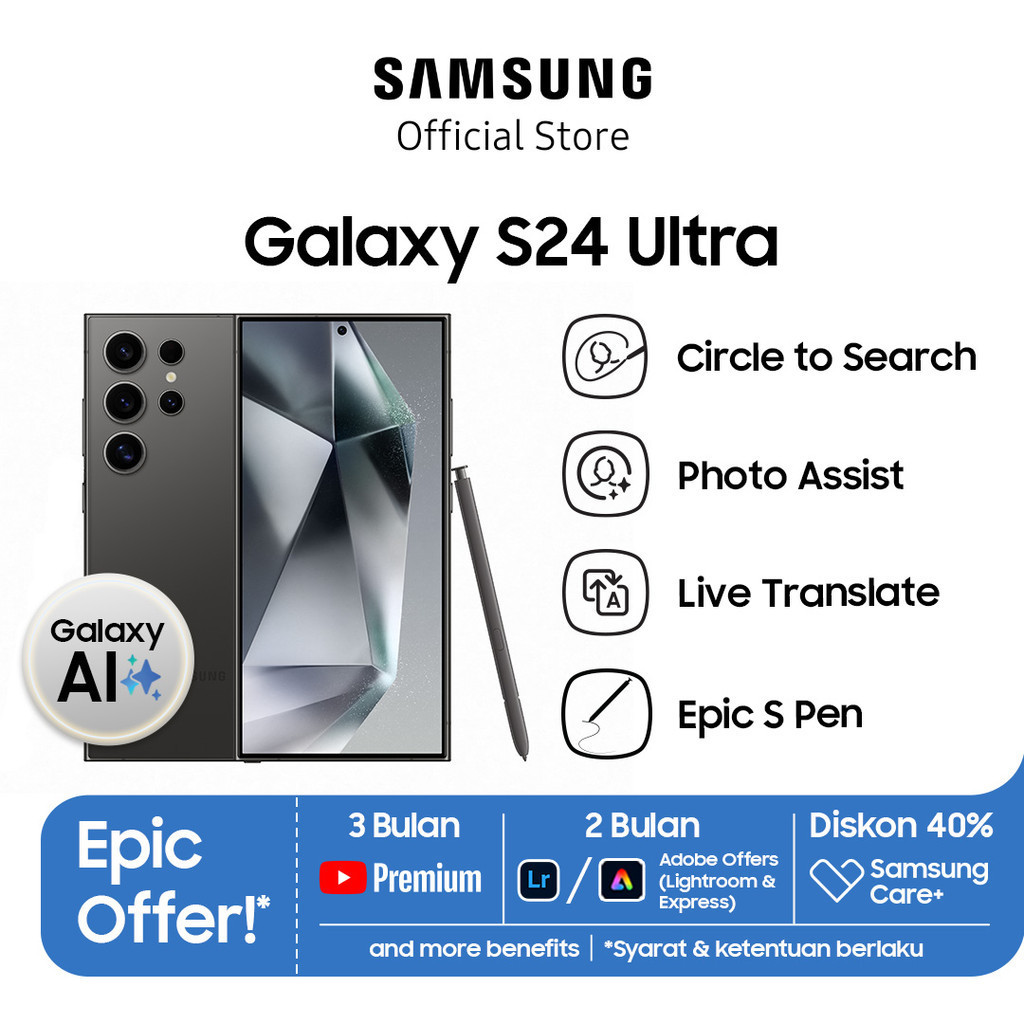 SAMSUNG
Official Store
Galaxy S24 Ultra
Circle to Search
Photo Assist
Live Translate
Epic S Pen
Galaxy
AI
Epic
Offer!*
3 Bulan
Premium
2 Bulan
Lr
Adobe Offers
(Lightroom &
Express)
Diskon 40%
Samsung
Care+
and more benefits | *Syarat & ketentuan berlaku